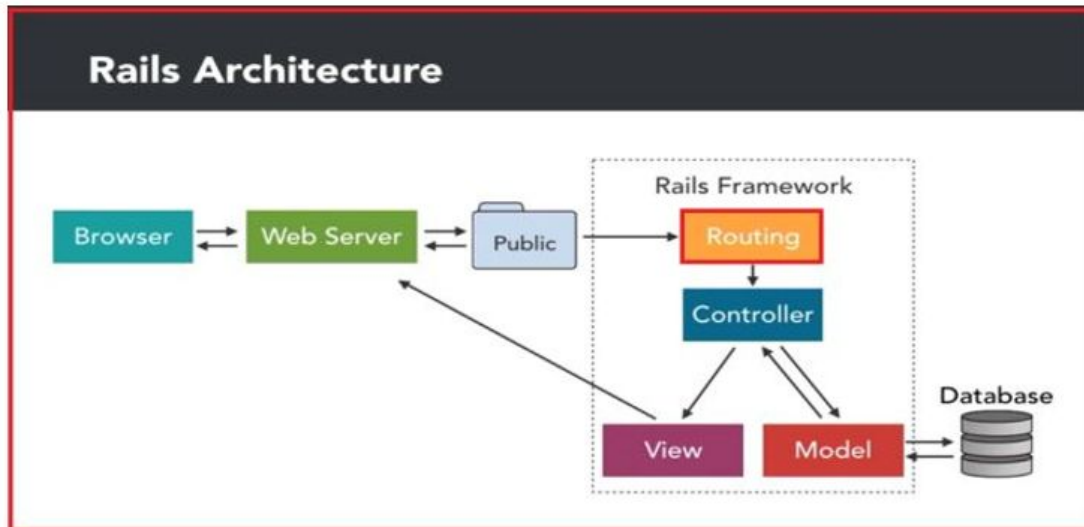 Rails Architecture
Rails Framework
Browser
Web Server
Public
Routing
Controller
Database
View
Model